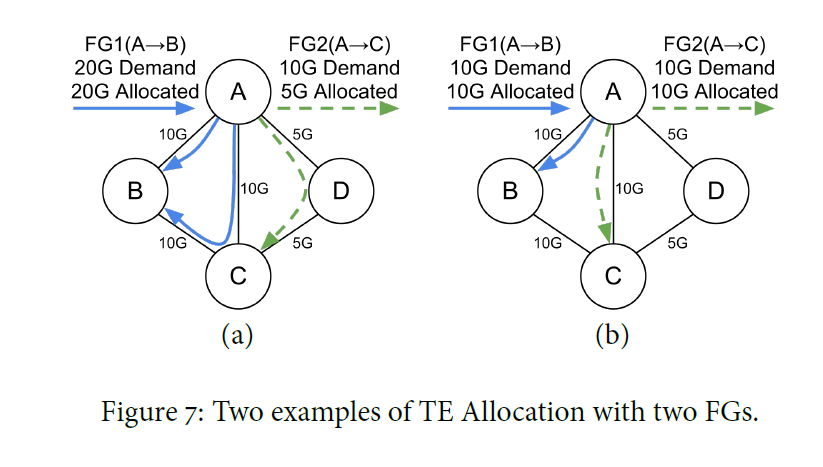 FG1(A→B)
20G Demand
20G Allocated
FG2(A→C)
10G Demand
5G Allocated
A
10G
5G
B
10G
D
10G
5G
C
(a)
FG1(A→B)
10G Demand
10G Allocated
FG2(A→C)
10G Demand
10G Allocated
A
10G
5G
B
10G
D
10G
5G
C
(b)
Figure 7: Two examples of TE Allocation with two FGs.